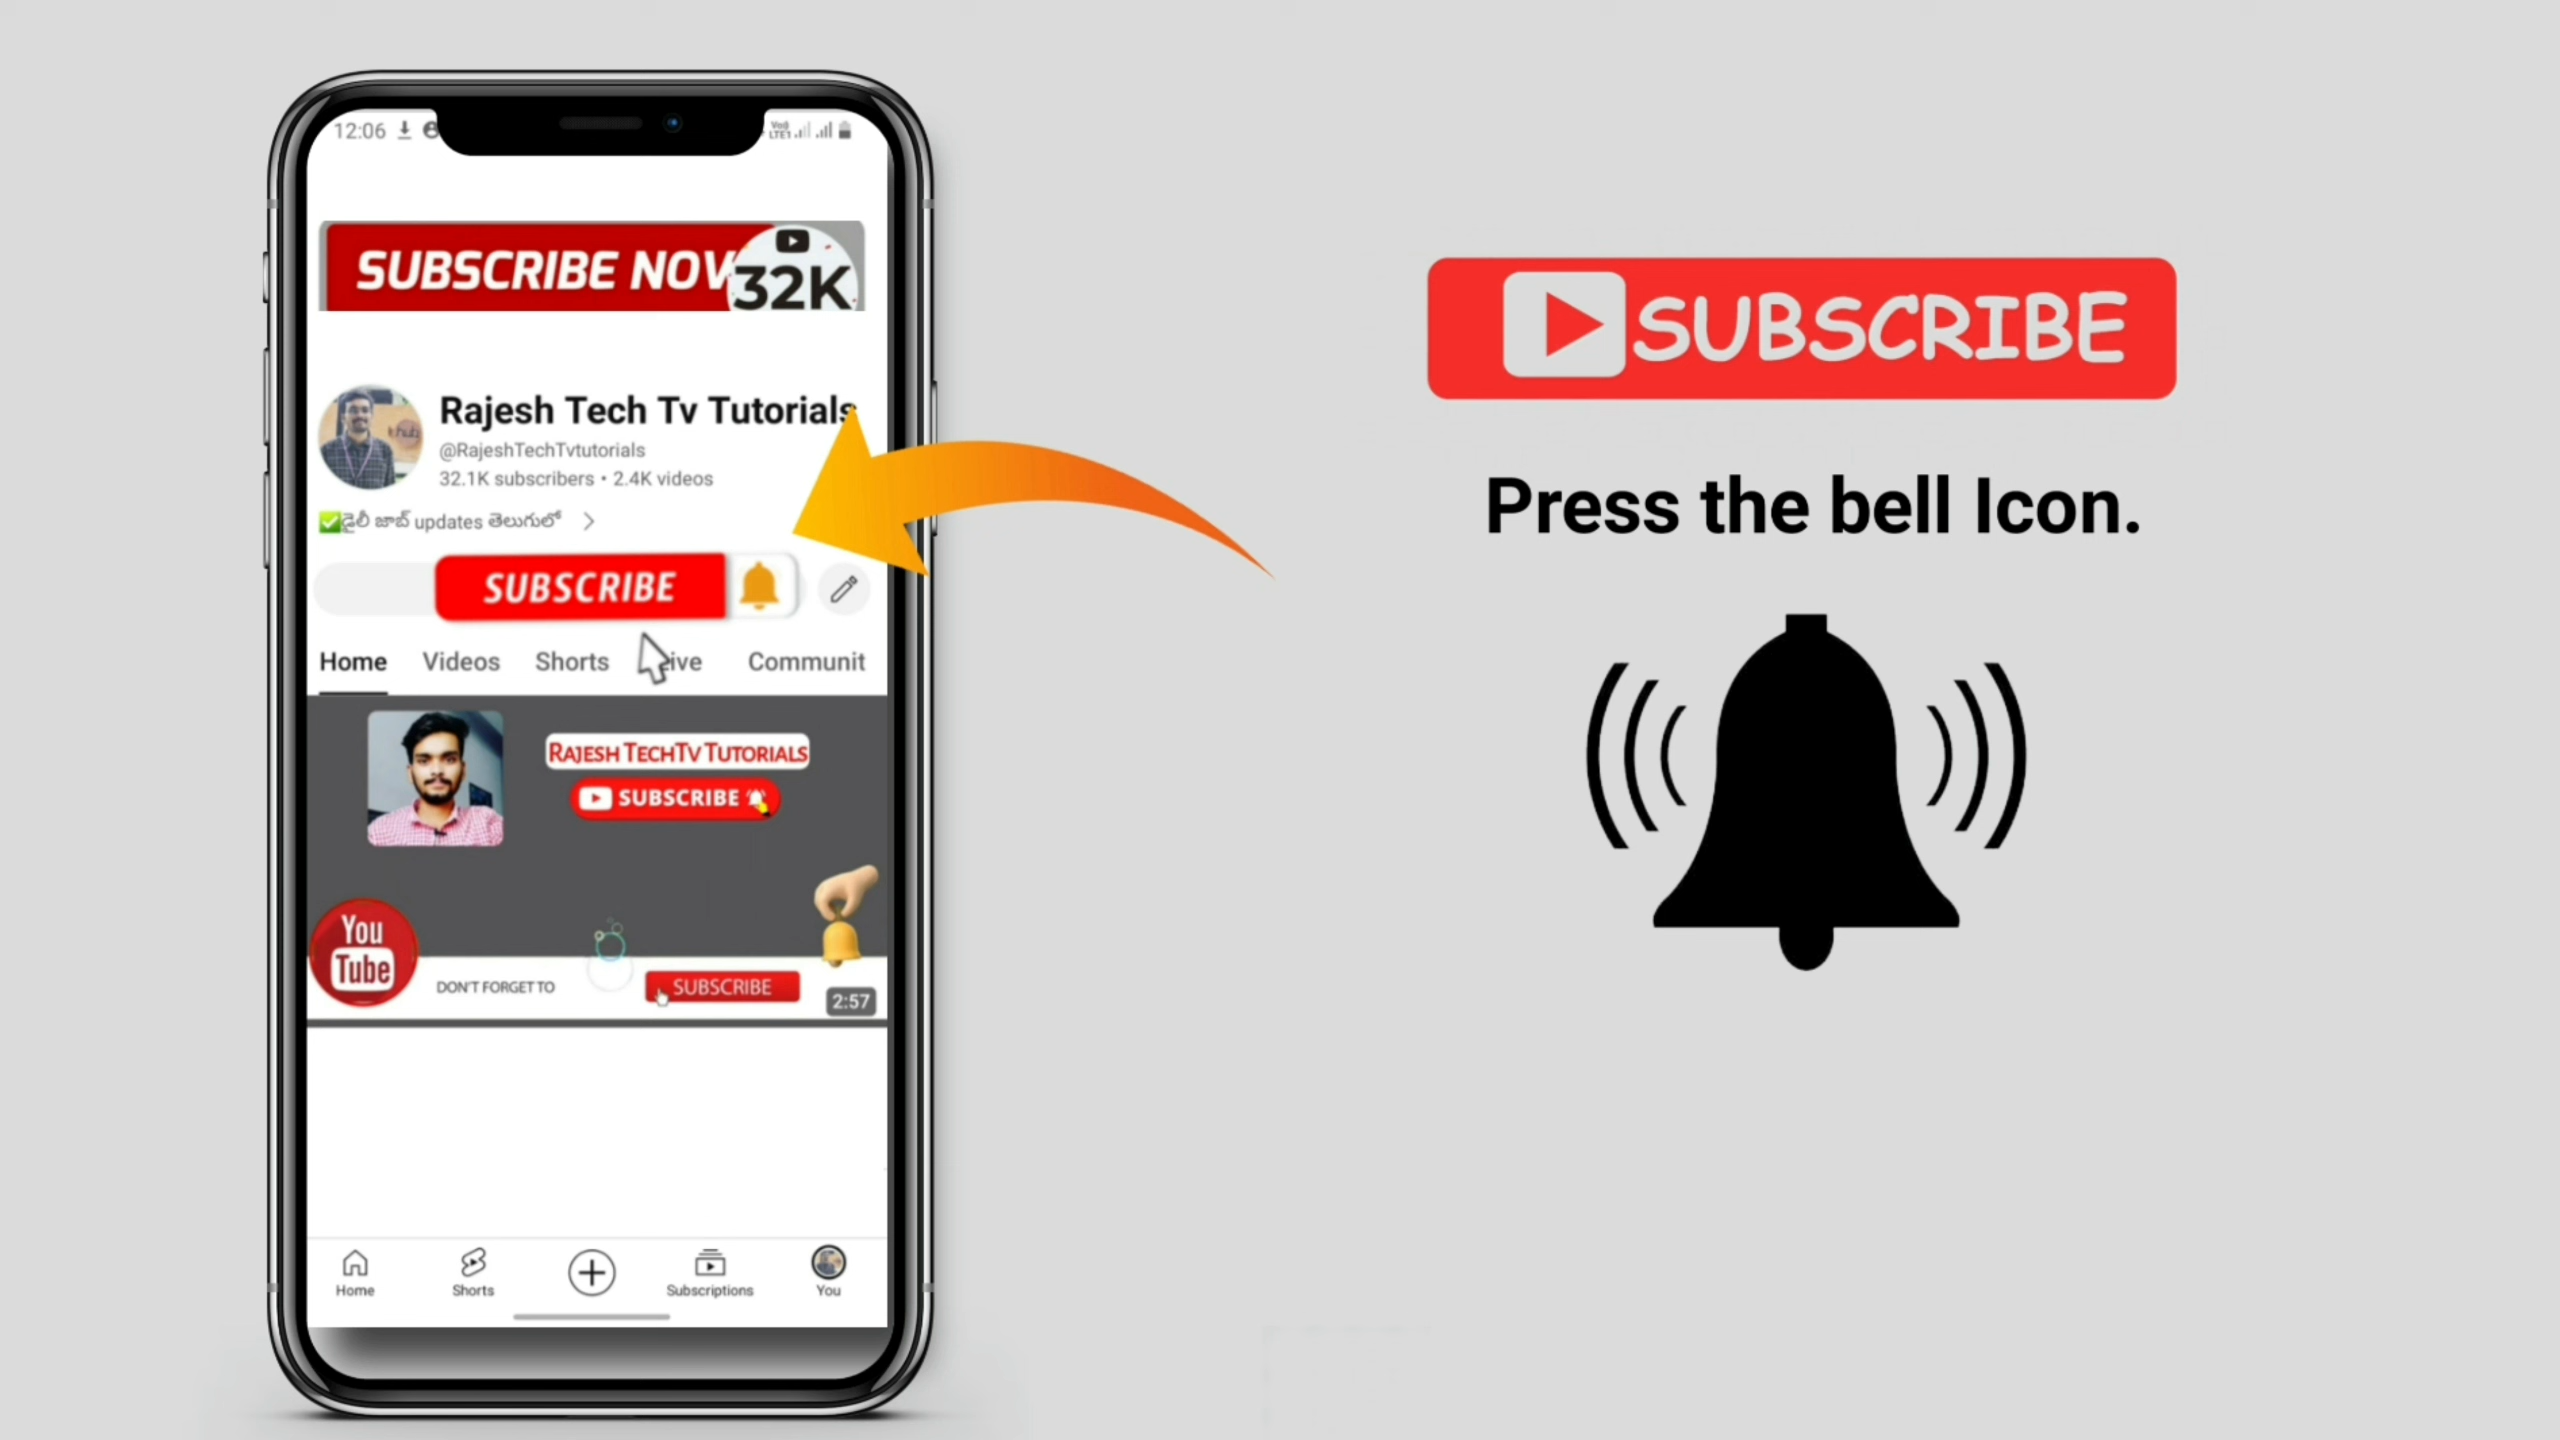 12:06
SUBSCRIBE NOW
32K
Rajesh Tech Tv Tutorials
@RajeshTechTvtutorials
32.1K subscribers • 2.4K videos
✅డైలీ జాబ్ updates తెలుగులో >
SUBSCRIBE
Home Videos Shorts Live Communit
RAJESH TECHTV TUTORIALS
SUBSCRIBE
You
Tube
DON'T FORGET TO
SUBSCRIBE
2:57
Home Shorts Subscriptions You
SUBSCRIBE
Press the bell Icon.